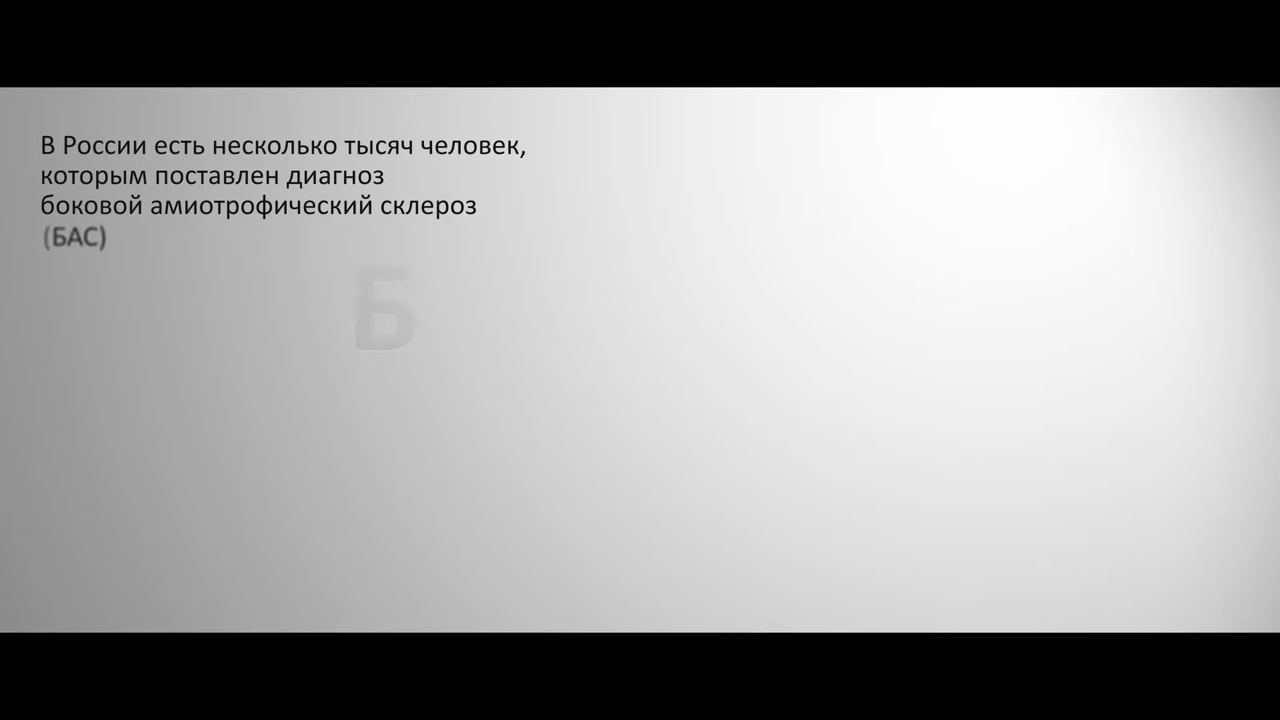 В России есть несколько тысяч человек,
которым поставлен диагноз
боковой амиотрофический склероз
(БАС)
Б